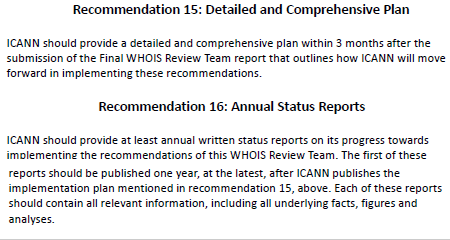 Recommendation 15: Detailed and Comprehensive Plan
ICANN should provide a detailed and comprehensive plan within 3 months after the
submission of the Final WHOIS Review Team report that outlines how ICANN will move
forward in implementing these recommendations.
Recommendation 16: Annual Status Reports
ICANN should provide at least annual written status reports on its progress towards
implementing the recommendations of this WHOIS Review Team. The first of these
reports should be published one year, at the latest, after ICANN publishes the
implementation plan mentioned in recommendation 15, above. Each of these reports
should contain all relevant information, including all underlying facts, figures and
analyses.